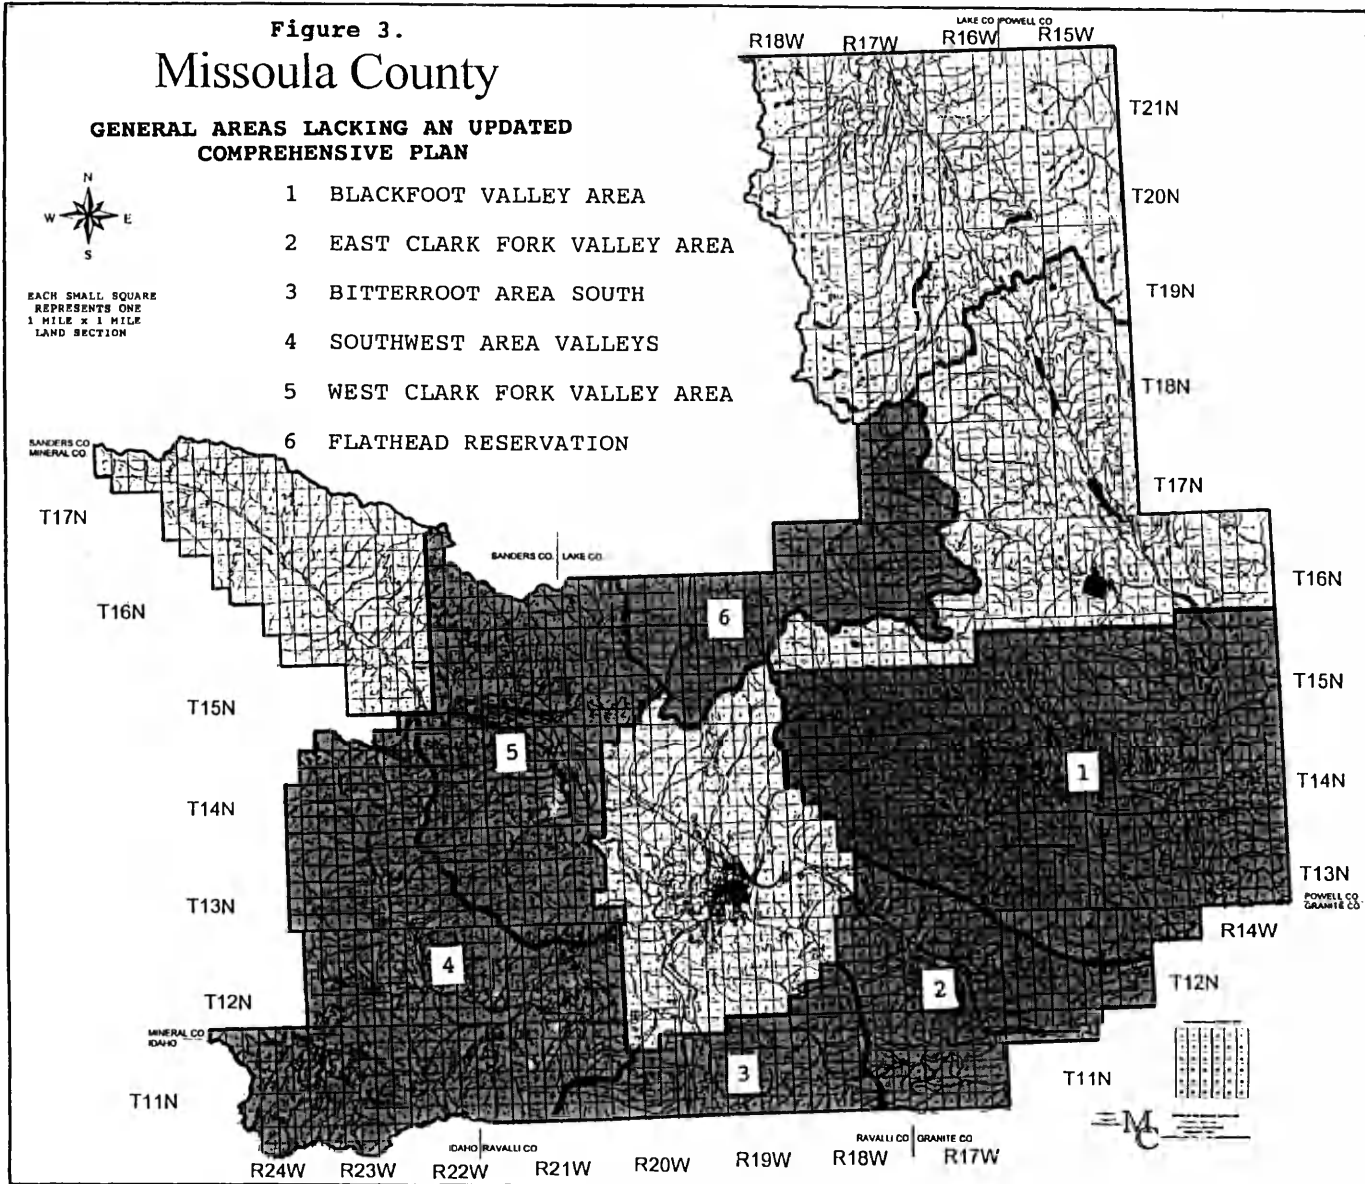 Figure 3.
Missoula County
GENERAL AREAS LACKING AN UPDATED
COMPREHENSIVE PLAN
N
W E
S
EACH SMALL SQUARE
REPRESENTS ONE
1 MILE x 1 MILE
LAND SECTION
1 BLACKFOOT VALLEY AREA
2 EAST CLARK FORK VALLEY AREA
3 BITTERROOT AREA SOUTH
4 SOUTHWEST AREA VALLEYS
5 WEST CLARK FORK VALLEY AREA
6 FLATHEAD RESERVATION
LAKE CO POWELL CO
R18W R17W R16W R15W
T21N
T20N
T19N
T18N
T17N
T16N
T15N
T14N
T13N
POWELL CO
GRANITE CO
R14W
T12N
T11N
SANDERS CO
MINERAL CO.
T17N
T16N
T15N
T14N
T13N
T12N
MINERAL CO
IDAHO
T11N
SANDERS CO. LAKE CO.
6
5
1
4
2
3
IDAHO RAVALLI CO
RAVALLI CO GRANITE CO
R24W R23W R22W R21W R20W R19W R18W R17W
MC